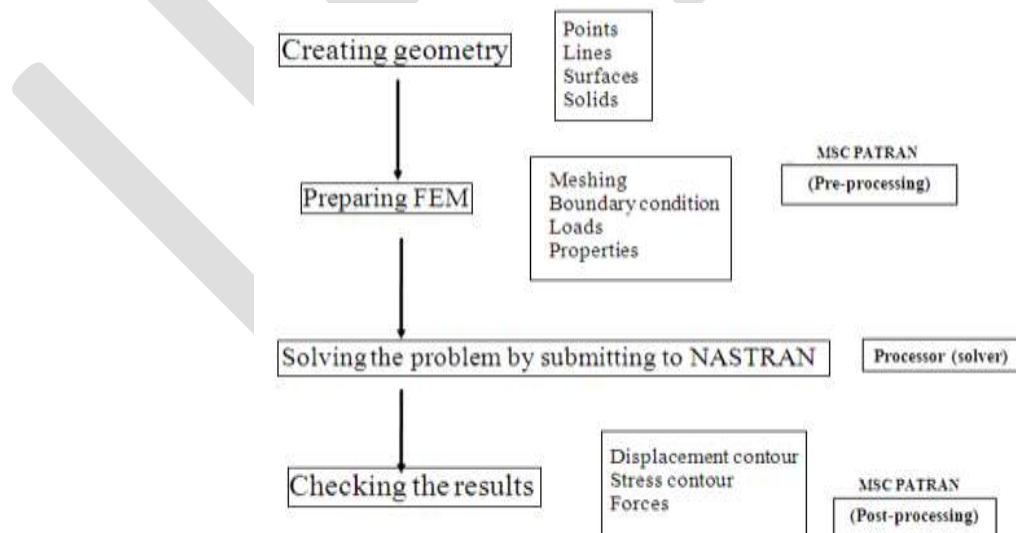 Creating geometry
Points
Lines
Surfaces
Solids
MSC PATRAN
(Pre-processing)
Preparing FEM
Meshing
Boundary condition
Loads
Properties
Solving the problem by submitting to NASTRAN
Processor (solver)
Checking the results
Displacement contour
Stress contour
Forces
MSC PATRAN
(Post-processing)